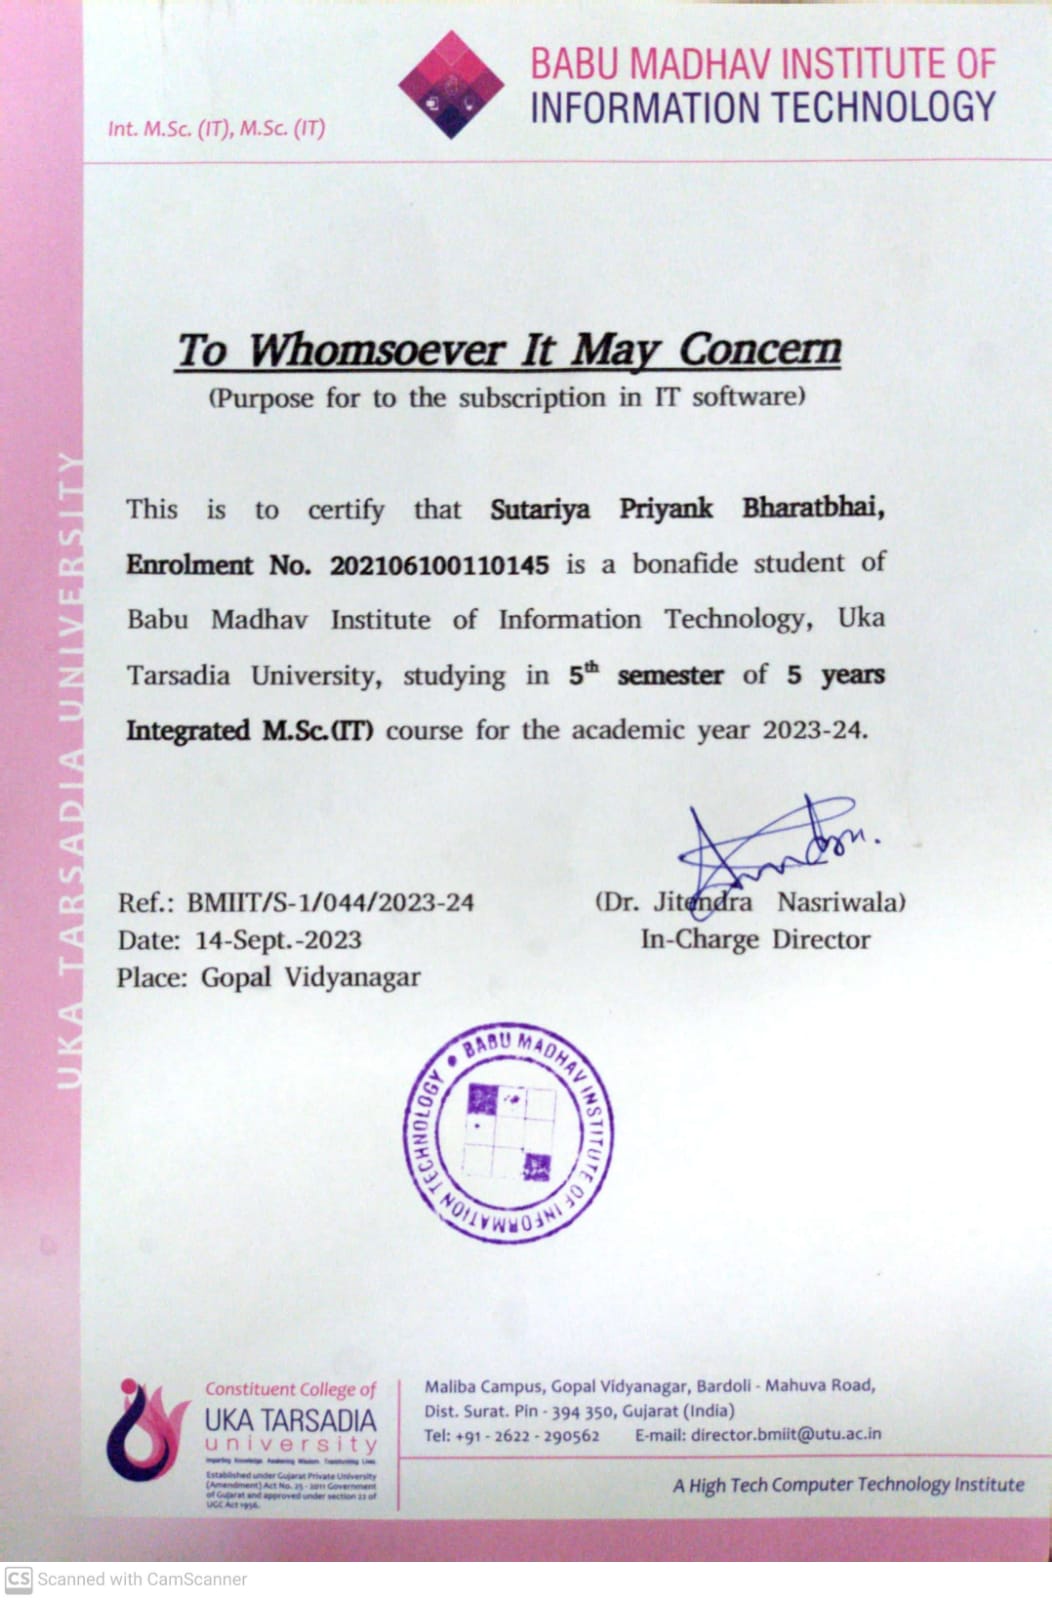 Int. M.Sc. (IT), M.Sc. (IT)
BABU MADHAV INSTITUTE OF
INFORMATION TECHNOLOGY
UKA TARSADIA UNIVERSITY
To Whomsoever It May Concern
(Purpose for to the subscription in IT software)
This is to certify that Sutariya Priyank Bharatbhai,
Enrolment No. 202106100110145 is a bonafide student of
Babu Madhav Institute of Information Technology, Uka
Tarsadia University, studying in 5th semester of 5 years
Integrated M.Sc.(IT) course for the academic year 2023-24.
Ref.: BMIIT/S-1/044/2023-24
Date: 14-Sept.-2023
Place: Gopal Vidyanagar
(Dr. Jitendra Nasriwala)
In-Charge Director
BABU MADHAV INSTITUTE OF INFORMATION TECHNOLOGY
Constituent College of
UKA TARSADIA
university
Imparting Knowledge Awakening Wisdom Transforming Lives
Established under Gujarat Private University
(Amendment) Act No. 25 - 2011 Government
of Gujarat and approved under section 22 of
UGC Act 1956.
Maliba Campus, Gopal Vidyanagar, Bardoli - Mahuva Road,
Dist. Surat. Pin - 394 350, Gujarat (India)
Tel: +91 - 2622 - 290562 E-mail: director.bmiit@utu.ac.in
A High Tech Computer Technology Institute
CS Scanned with CamScanner